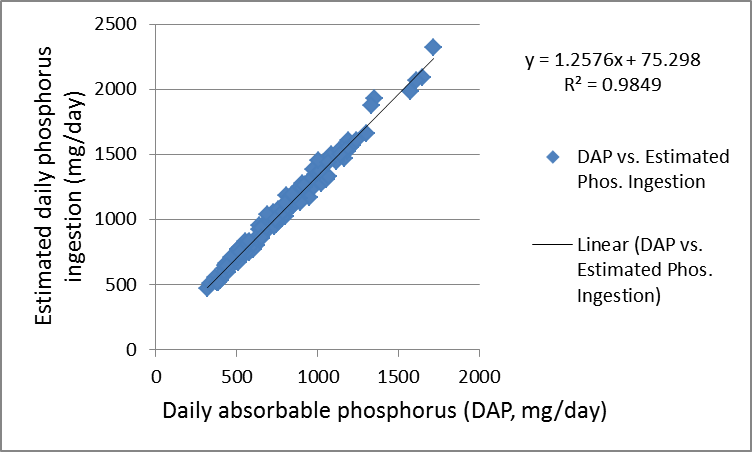 2500
2000
1500
1000
500
0
0 500 1000 1500 2000
Estimated daily phosphorus
ingestion (mg/day)
Daily absorbable phosphorus (DAP, mg/day)
y = 1.2576x + 75.298
R² = 0.9849
DAP vs. Estimated
Phos. Ingestion
Linear (DAP vs.
Estimated Phos.
Ingestion)